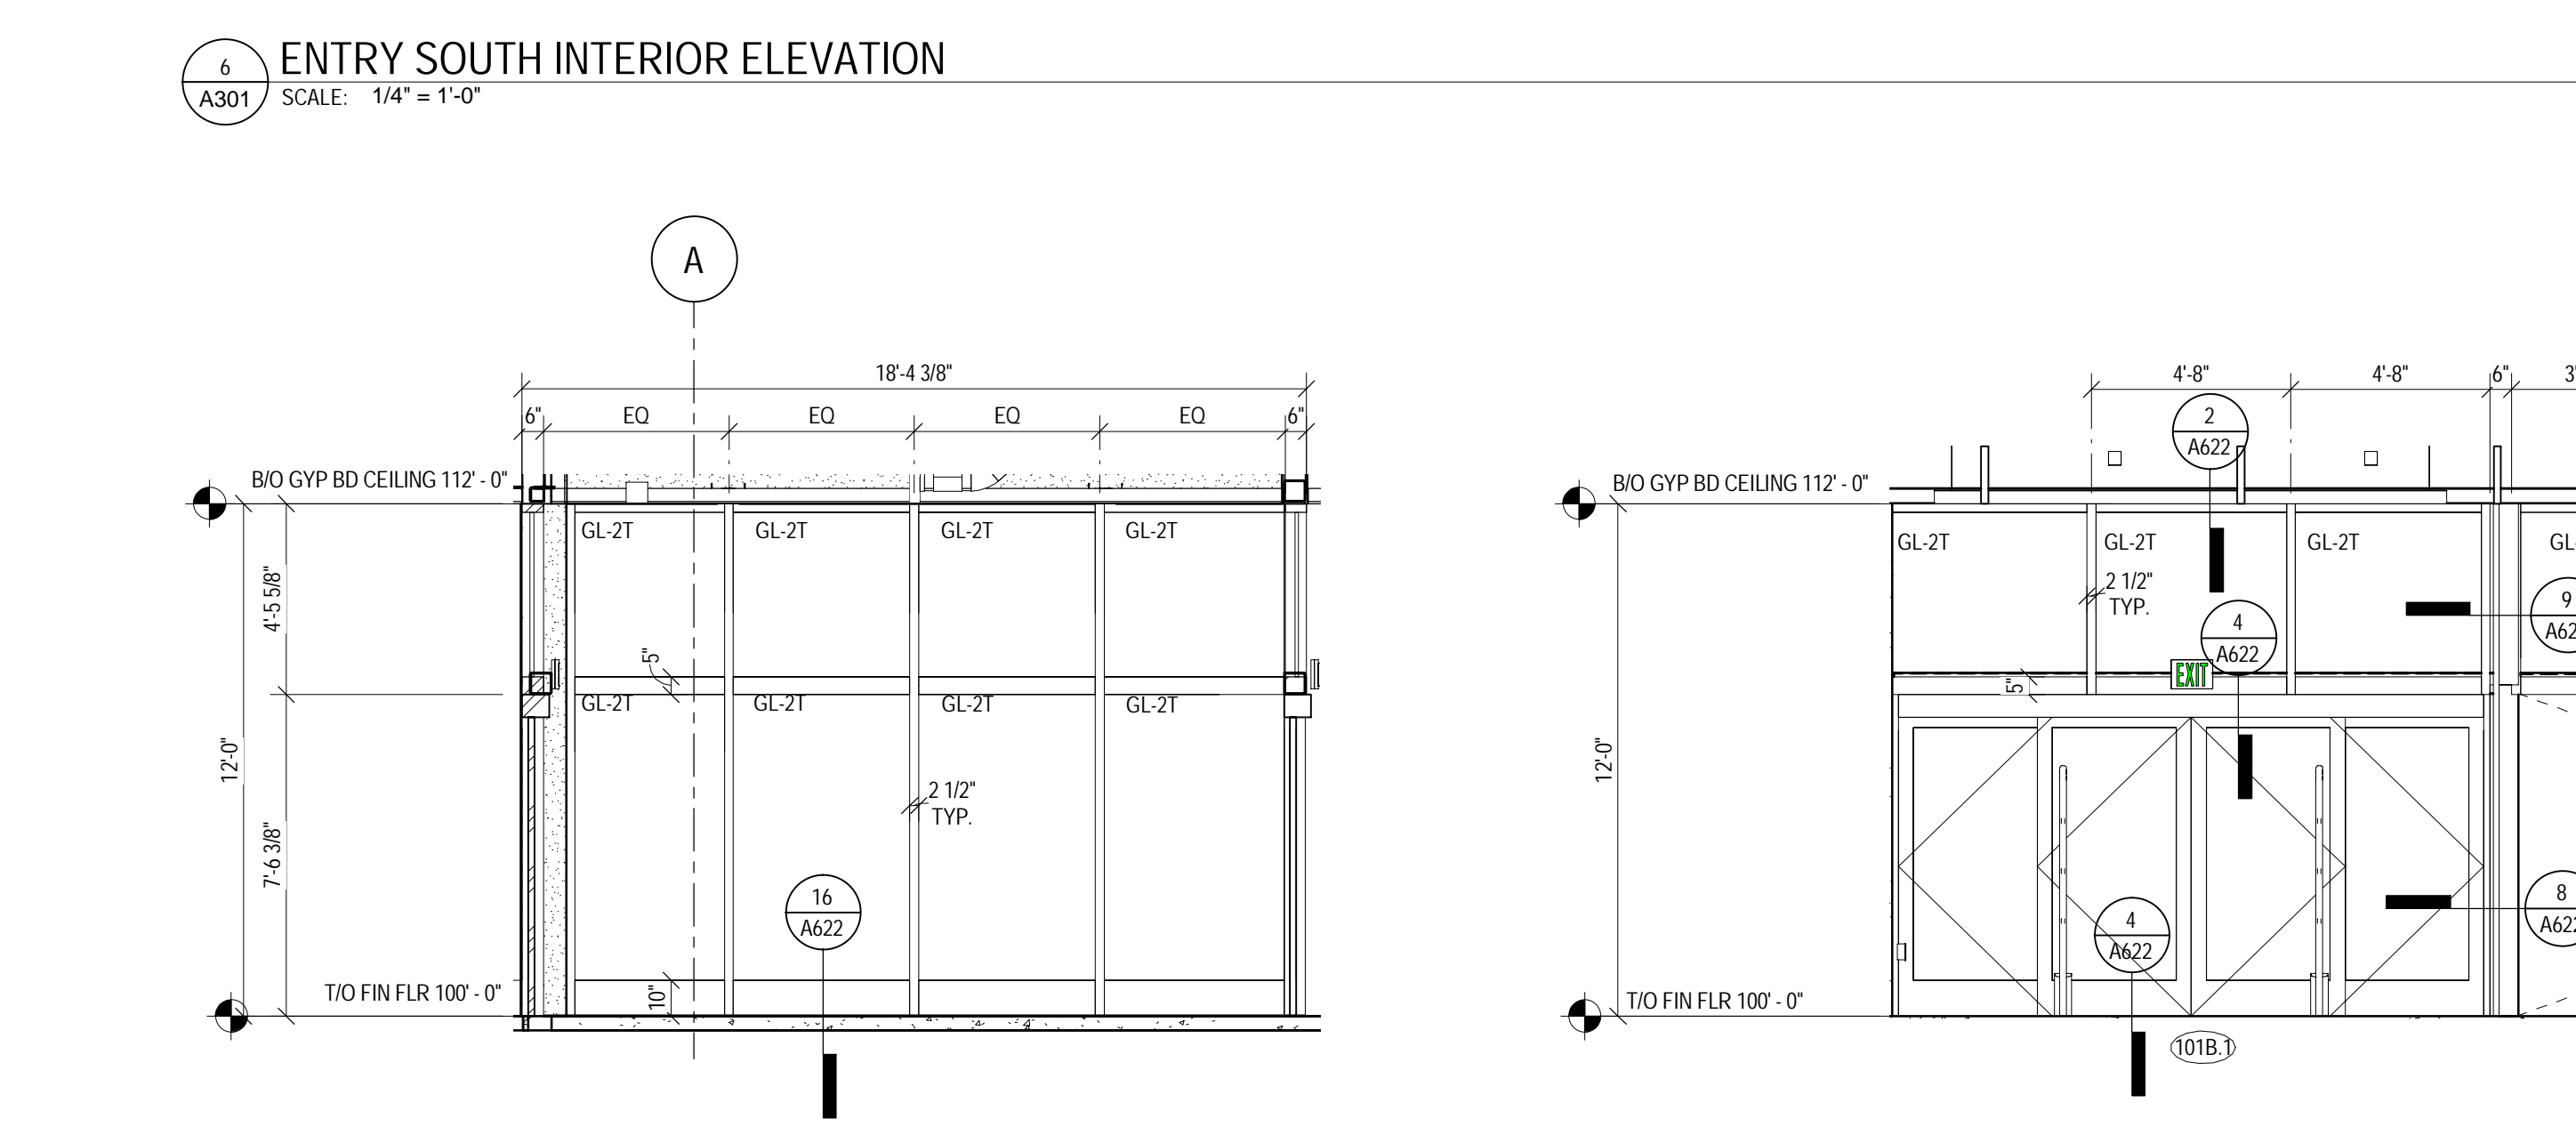 6
A301
ENTRY SOUTH INTERIOR ELEVATION
SCALE: 1/4" = 1'-0"
A
18'-4 3/8"
6" EQ EQ EQ EQ 6"
B/O GYP BD CEILING 112' - 0"
GL-2T GL-2T GL-2T GL-2T
4'-5 5/8"
5"
GL-2T GL-2T GL-2T GL-2T
12'-0"
7'-6 3/8"
2 1/2"
TYP.
16
A622
T/O FIN FLR 100' - 0"
10"
4'-8" 4'-8" 6"
2
A622
B/O GYP BD CEILING 112' - 0"
GL-2T GL-2T GL-2T
2 1/2"
TYP.
9
4
A622
EXIT
5"
12'-0"
8
4
A622
T/O FIN FLR 100' - 0"
101B.1